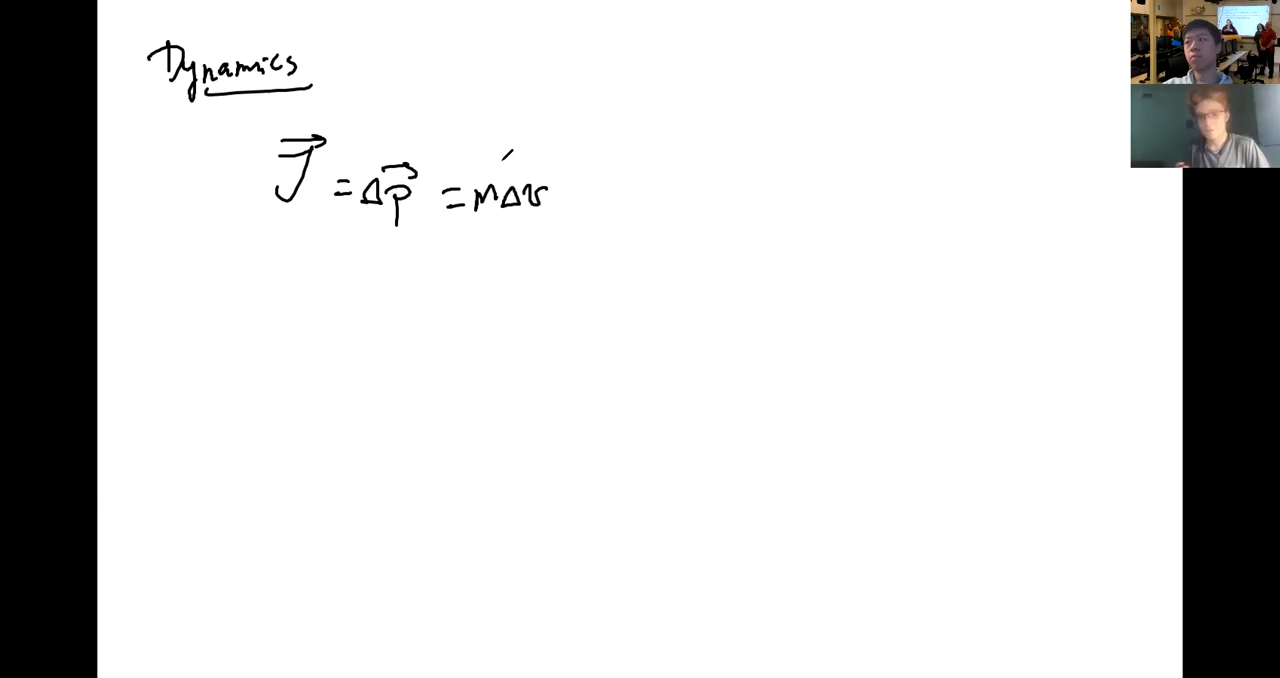 Dynamics
J⃗ = Δp⃗ = mΔv